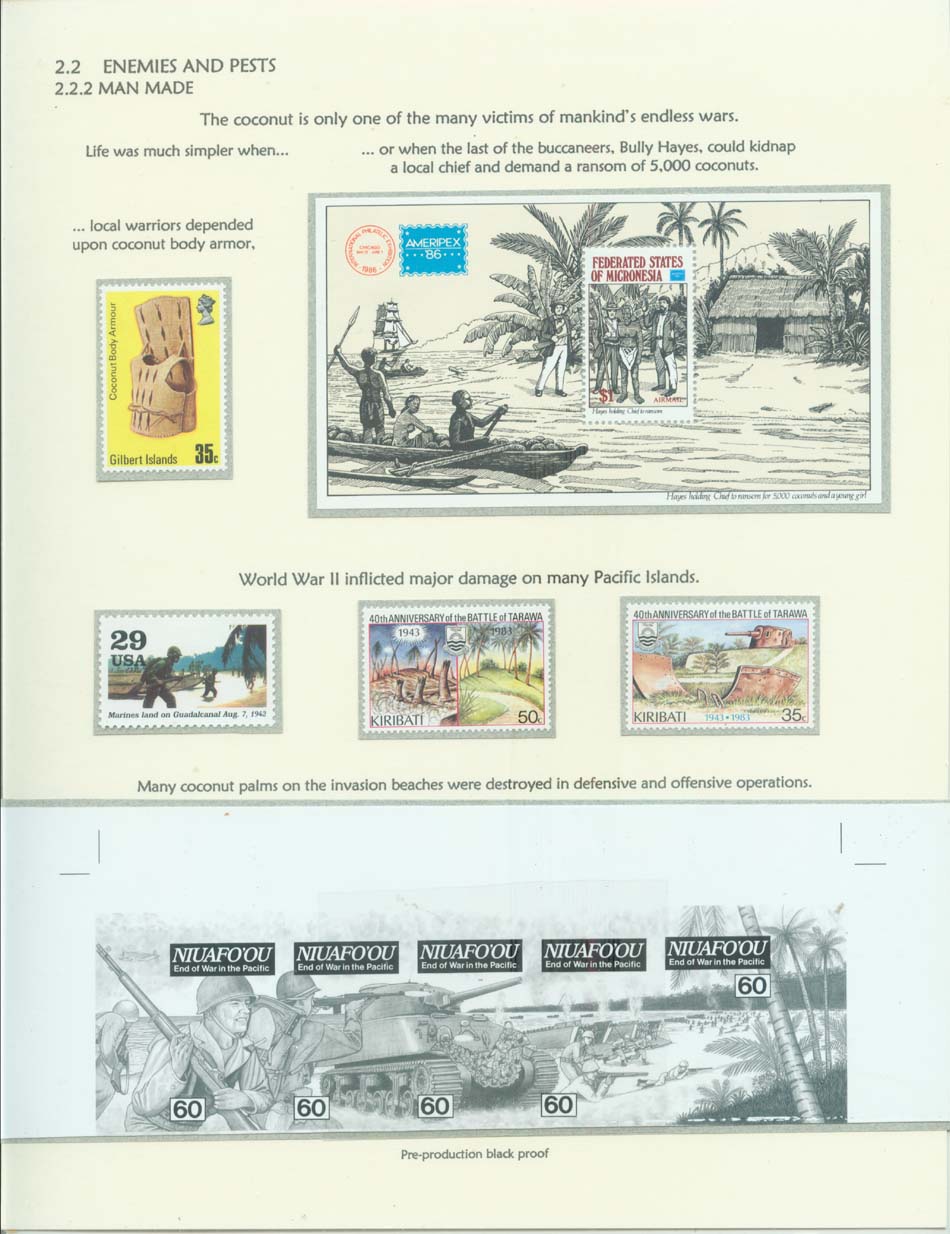 2.2 ENEMIES AND PESTS
2.2.2 MAN MADE
The coconut is only one of the many victims of mankind's endless wars.
Life was much simpler when...
... or when the last of the buccaneers, Bully Hayes, could kidnap
a local chief and demand a ransom of 5,000 coconuts.
... local warriors depended
upon coconut body armor,
Coconut Body Armour
Gilbert Islands 35c
INTERNATIONAL PHILATELIC EXHIBITION
CHICAGO
1986
AMERIPEX
'86
FEDERATED STATES
OF MICRONESIA
$1
AIRMAIL
Hayes holding Chief to ransom
Hayes holding Chief to ransom for 5,000 coconuts and a young girl
World War II inflicted major damage on many Pacific Islands.
29
USA
Marines land on Guadalcanal Aug. 7, 1942
40th ANNIVERSARY of the BATTLE of TARAWA
1943
1983
KIRIBATI
50c
40th ANNIVERSARY of the BATTLE of TARAWA
KIRIBATI 1943 • 1983 35c
Many coconut palms on the invasion beaches were destroyed in defensive and offensive operations.
NIUAFO'OU
End of War in the Pacific
60
NIUAFO'OU
End of War in the Pacific
60
NIUAFO'OU
End of War in the Pacific
60
NIUAFO'OU
End of War in the Pacific
60
NIUAFO'OU
End of War in the Pacific
60
Pre-production black proof